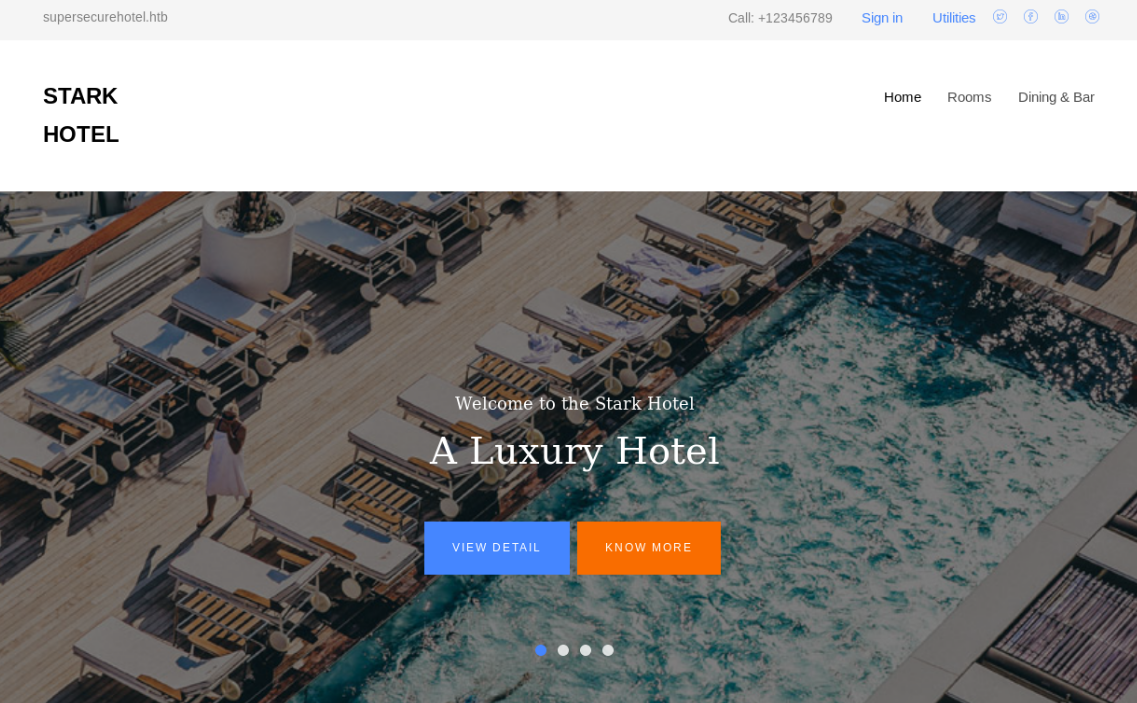 supersecurehotel.htb
Call: +123456789 Sign in Utilities
STARK
HOTEL
Home Rooms Dining & Bar
Welcome to the Stark Hotel
A Luxury Hotel
VIEW DETAIL KNOW MORE